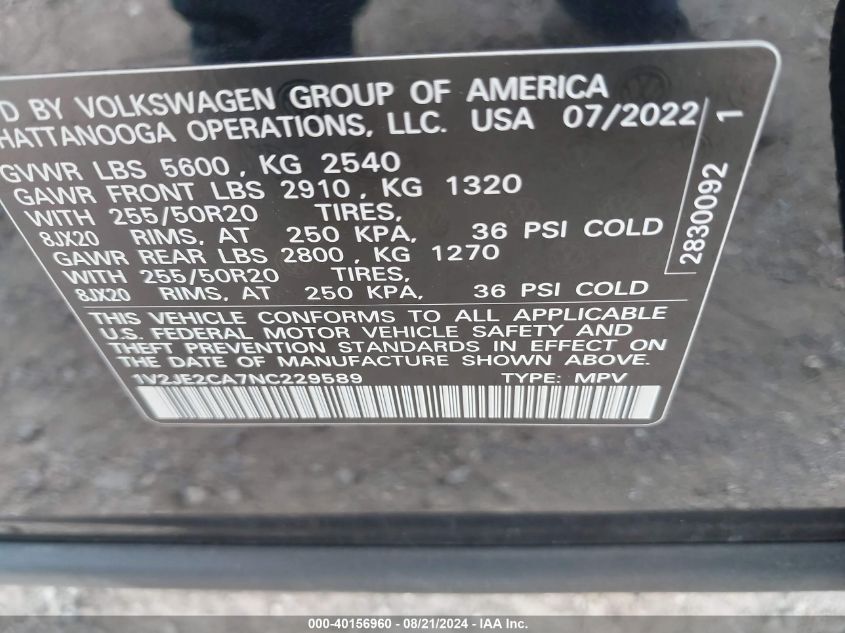 D BY VOLKSWAGEN GROUP OF AMERICA
HATTANOOGA OPERATIONS, LLC. USA 07/2022
GVWR LBS 5600, KG 2540
GAWR FRONT LBS 2910, KG 1320
WITH 255/50R20 TIRES,
8JX20 RIMS, AT 250 KPA, 36 PSI COLD
GAWR REAR LBS 2800, KG 1270
WITH 255/50R20 TIRES,
8JX20 RIMS, AT 250 KPA, 36 PSI COLD
THIS VEHICLE CONFORMS TO ALL APPLICABLE
U.S. FEDERAL MOTOR VEHICLE SAFETY AND
THEFT PREVENTION STANDARDS IN EFFECT ON
THE DATE OF MANUFACTURE SHOWN ABOVE.
1V2JE2CA7NC229589 TYPE: MPV
2830092 1
000-40156960 - 08/21/2024 - © IAA Inc.